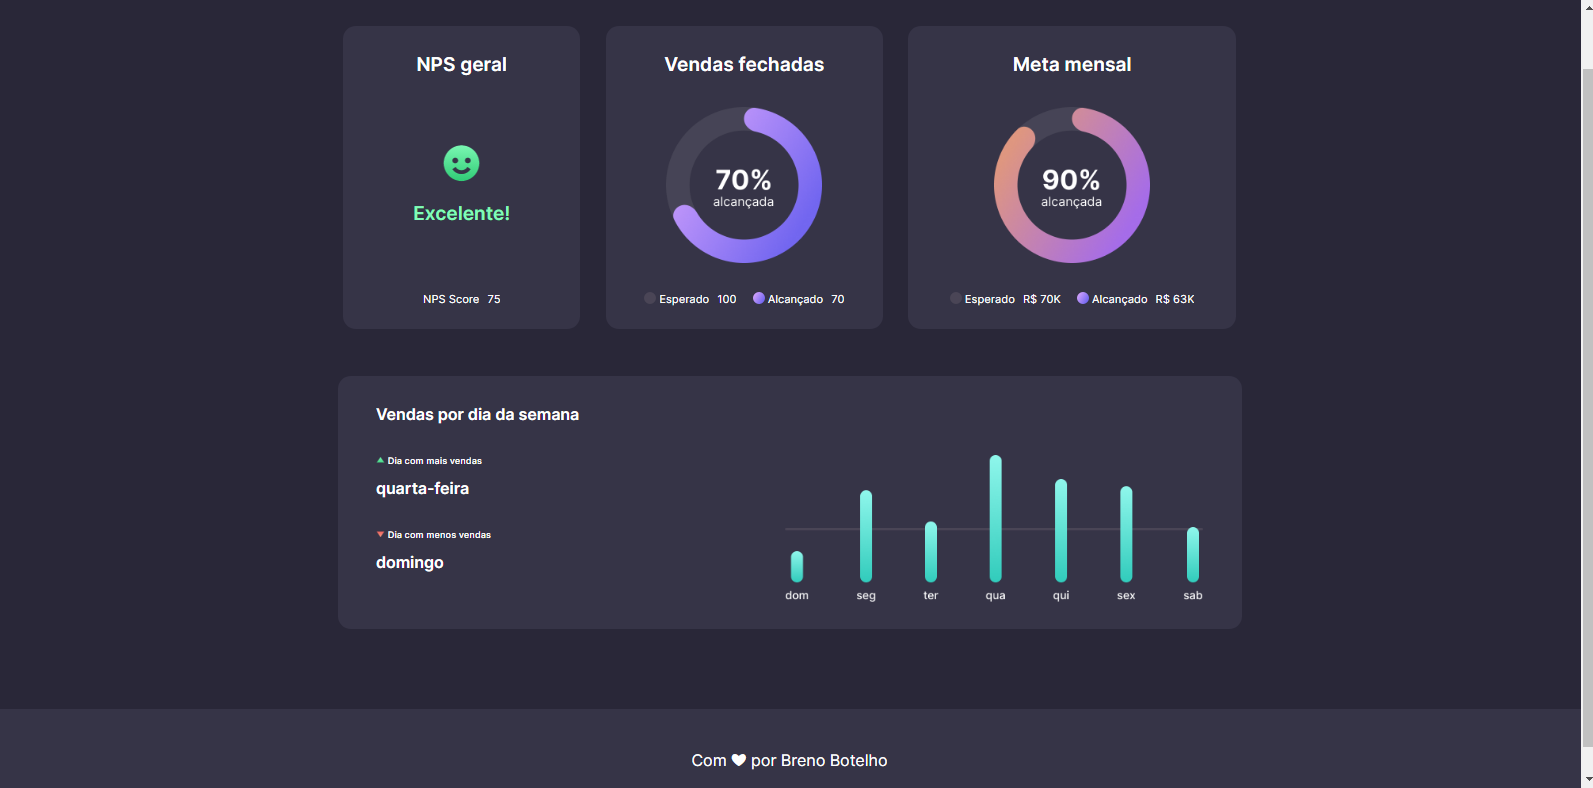 NPS geral
Excelente!
NPS Score 75
Vendas fechadas
70%
alcançada
Esperado 100 Alcançado 70
Meta mensal
90%
alcançada
Esperado R$ 70K Alcançado R$ 63K
Vendas por dia da semana
Dia com mais vendas
quarta-feira
Dia com menos vendas
domingo
dom seg ter qua qui sex sab
Com ♥ por Breno Botelho